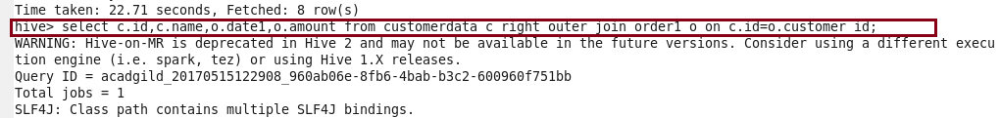 Time taken: 22.71 seconds, Fetched: 8 row(s)
hive> select c.id,c.name,o.date1,o.amount from customerdata c right outer join order1 o on c.id=o.customer_id;
WARNING: Hive-on-MR is deprecated in Hive 2 and may not be available in the future versions. Consider using a different execu
tion engine (i.e. spark, tez) or using Hive 1.X releases.
Query ID = acadgild_20170515122908_960ab06e-8fb6-4bab-b3c2-600960f751bb
Total jobs = 1
SLF4J: Class path contains multiple SLF4J bindings.